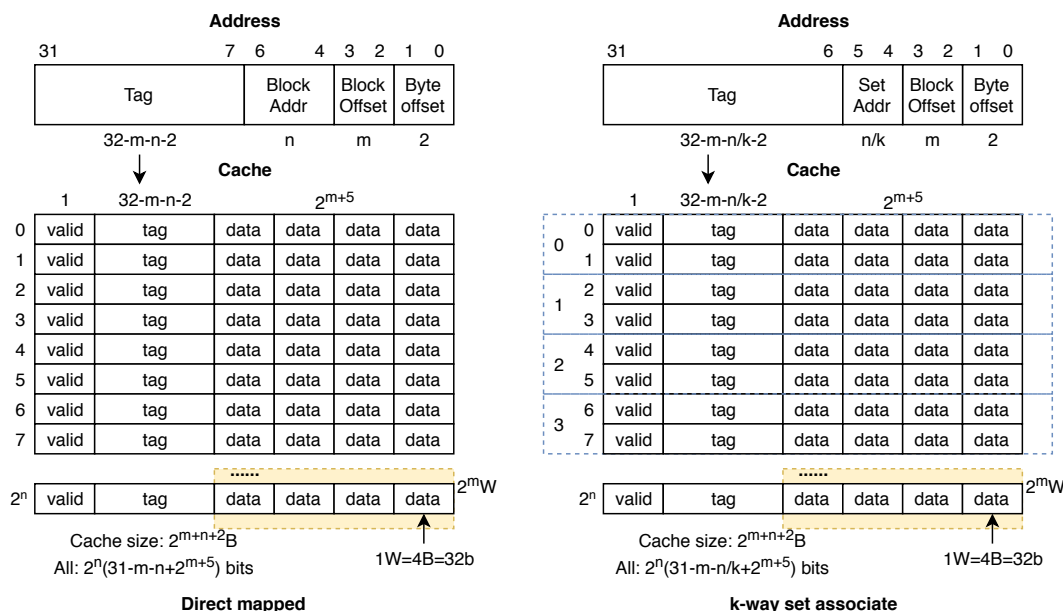 Address
31 7 6 4 3 2 1 0
Tag Block Addr Block Offset Byte offset
32-m-n-2 n m 2
Cache
1 32-m-n-2 2^{m+5}
0 valid tag data data data data
1 valid tag data data data data
2 valid tag data data data data
3 valid tag data data data data
4 valid tag data data data data
5 valid tag data data data data
6 valid tag data data data data
7 valid tag data data data data
......
2^n valid tag data data data data 2^mW
Cache size: 2^{m+n+2}B
1W=4B=32b
All: 2^n(31-m-n+2^{m+5}) bits
Direct mapped
Address
31 6 5 4 3 2 1 0
Tag Set Addr Block Offset Byte offset
32-m-n/k-2 n/k m 2
Cache
1 32-m-n/k-2 2^{m+5}
0 0 valid tag data data data data
1 valid tag data data data data
1 2 valid tag data data data data
3 valid tag data data data data
2 4 valid tag data data data data
5 valid tag data data data data
3 6 valid tag data data data data
7 valid tag data data data data
......
2^n valid tag data data data data 2^mW
Cache size: 2^{m+n+2}B
1W=4B=32b
All: 2^n(31-m-n/k+2^{m+5}) bits
k-way set associate